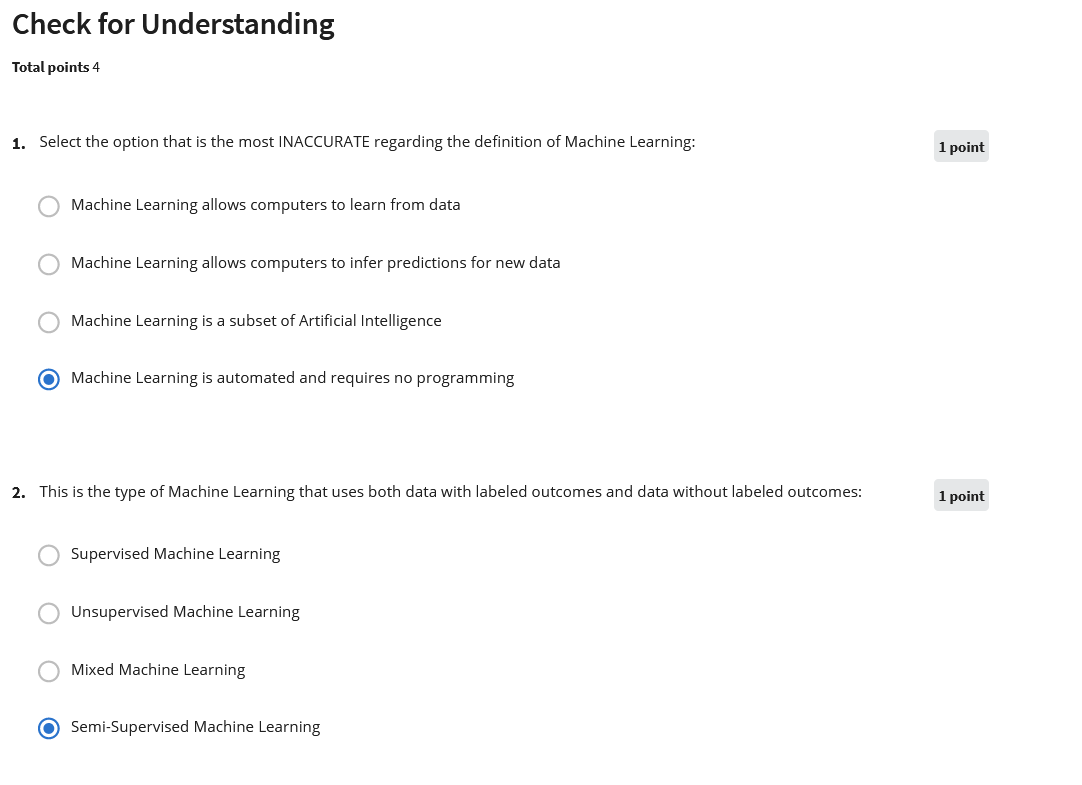 Check for Understanding
Total points 4
1. Select the option that is the most INACCURATE regarding the definition of Machine Learning:
1 point
Machine Learning allows computers to learn from data
Machine Learning allows computers to infer predictions for new data
Machine Learning is a subset of Artificial Intelligence
Machine Learning is automated and requires no programming
2. This is the type of Machine Learning that uses both data with labeled outcomes and data without labeled outcomes:
1 point
Supervised Machine Learning
Unsupervised Machine Learning
Mixed Machine Learning
Semi-Supervised Machine Learning